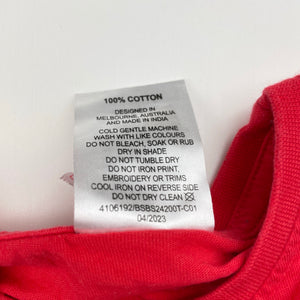 100% COTTON
DESIGNED IN
MELBOURNE, AUSTRALIA
AND MADE IN INDIA
COLD GENTLE MACHINE
WASH WITH LIKE COLOURS
DO NOT BLEACH, SOAK OR RUB
DRY IN SHADE
DO NOT TUMBLE DRY
DO NOT IRON PRINT,
EMBROIDERY OR TRIMS
COOL IRON ON REVERSE SIDE
DO NOT DRY CLEAN
4106192/BSBS24200T-C01
04/2023